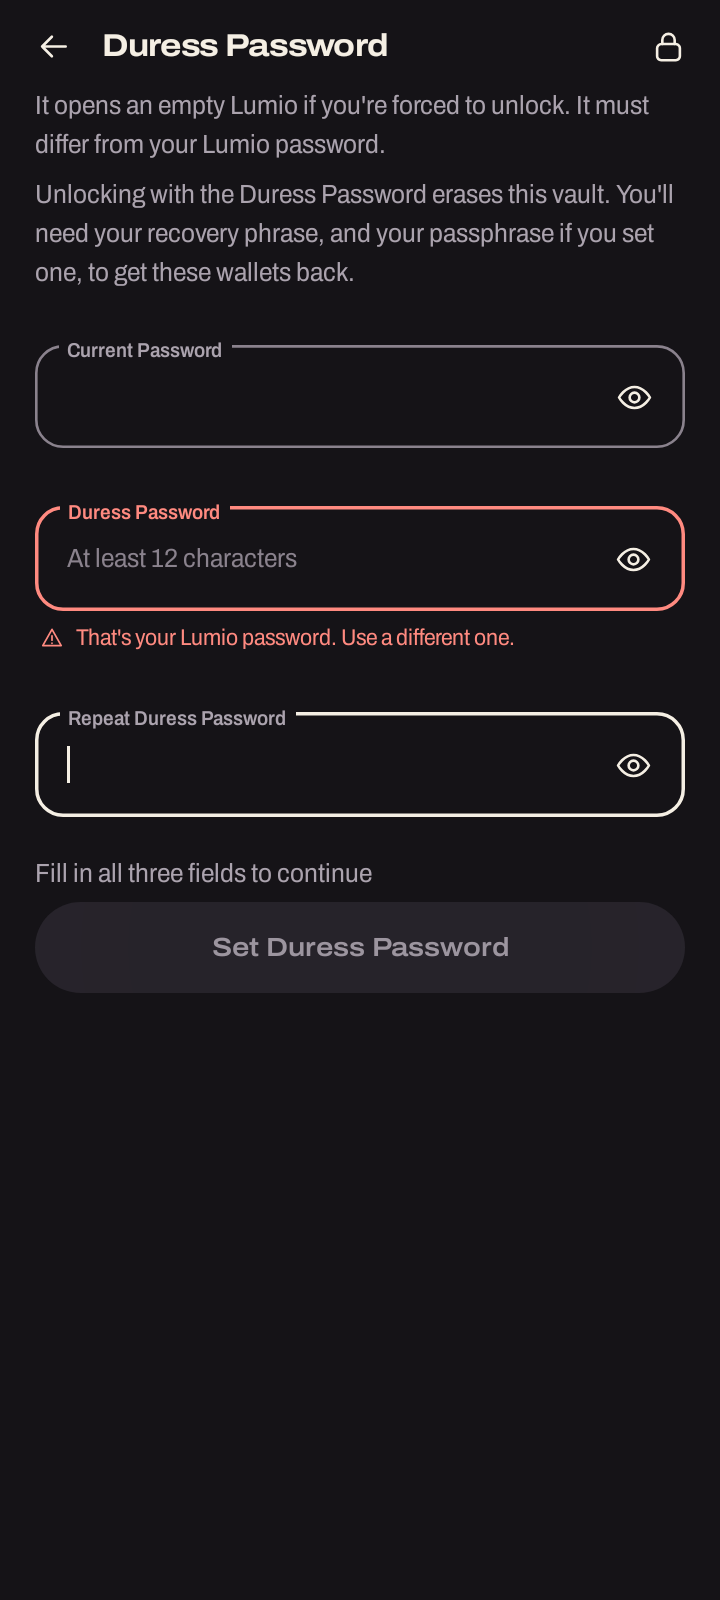 Duress Password
It opens an empty Lumio if you're forced to unlock. It must
differ from your Lumio password.
Unlocking with the Duress Password erases this vault. You'll
need your recovery phrase, and your passphrase if you set
one, to get these wallets back.
Current Password
Duress Password
At least 12 characters
That's your Lumio password. Use a different one.
Repeat Duress Password
Fill in all three fields to continue
Set Duress Password